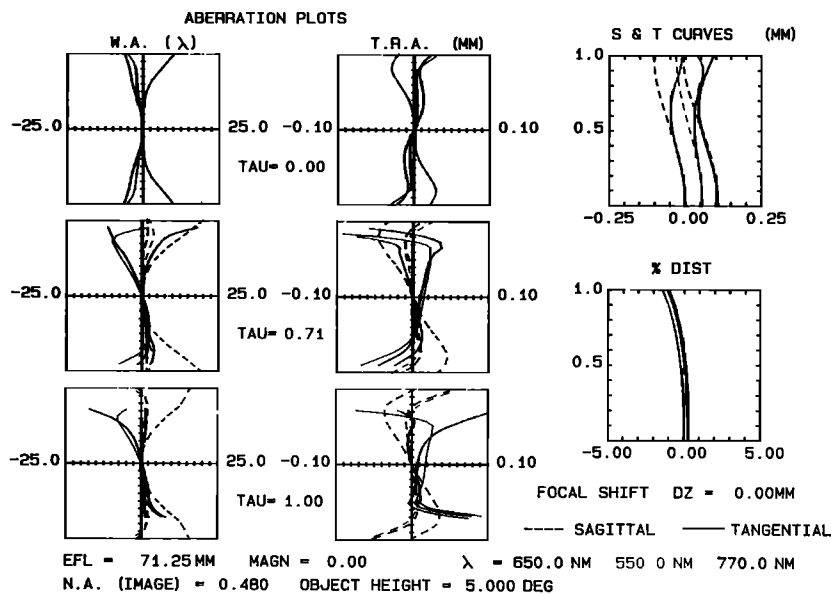 ABERRATION PLOTS
W.A. (λ)
T.R.A. (MM)
S & T CURVES (MM)
1.0
0.5
-0.25 0.00 0.25
-25.0
25.0
-0.10
0.10
TAU= 0.00
-25.0
25.0
-0.10
0.10
TAU= 0.71
% DIST
1.0
0.5
-5.00 0.00 5.00
-25.0
25.0
-0.10
0.10
TAU= 1.00
FOCAL SHIFT DZ = 0.00MM
SAGITTAL
TANGENTIAL
EFL = 71.25 MM MAGN = 0.00 λ = 650.0 NM 550 0 NM 770.0 NM
N.A. (IMAGE) = 0.480 OBJECT HEIGHT = 5.000 DEG